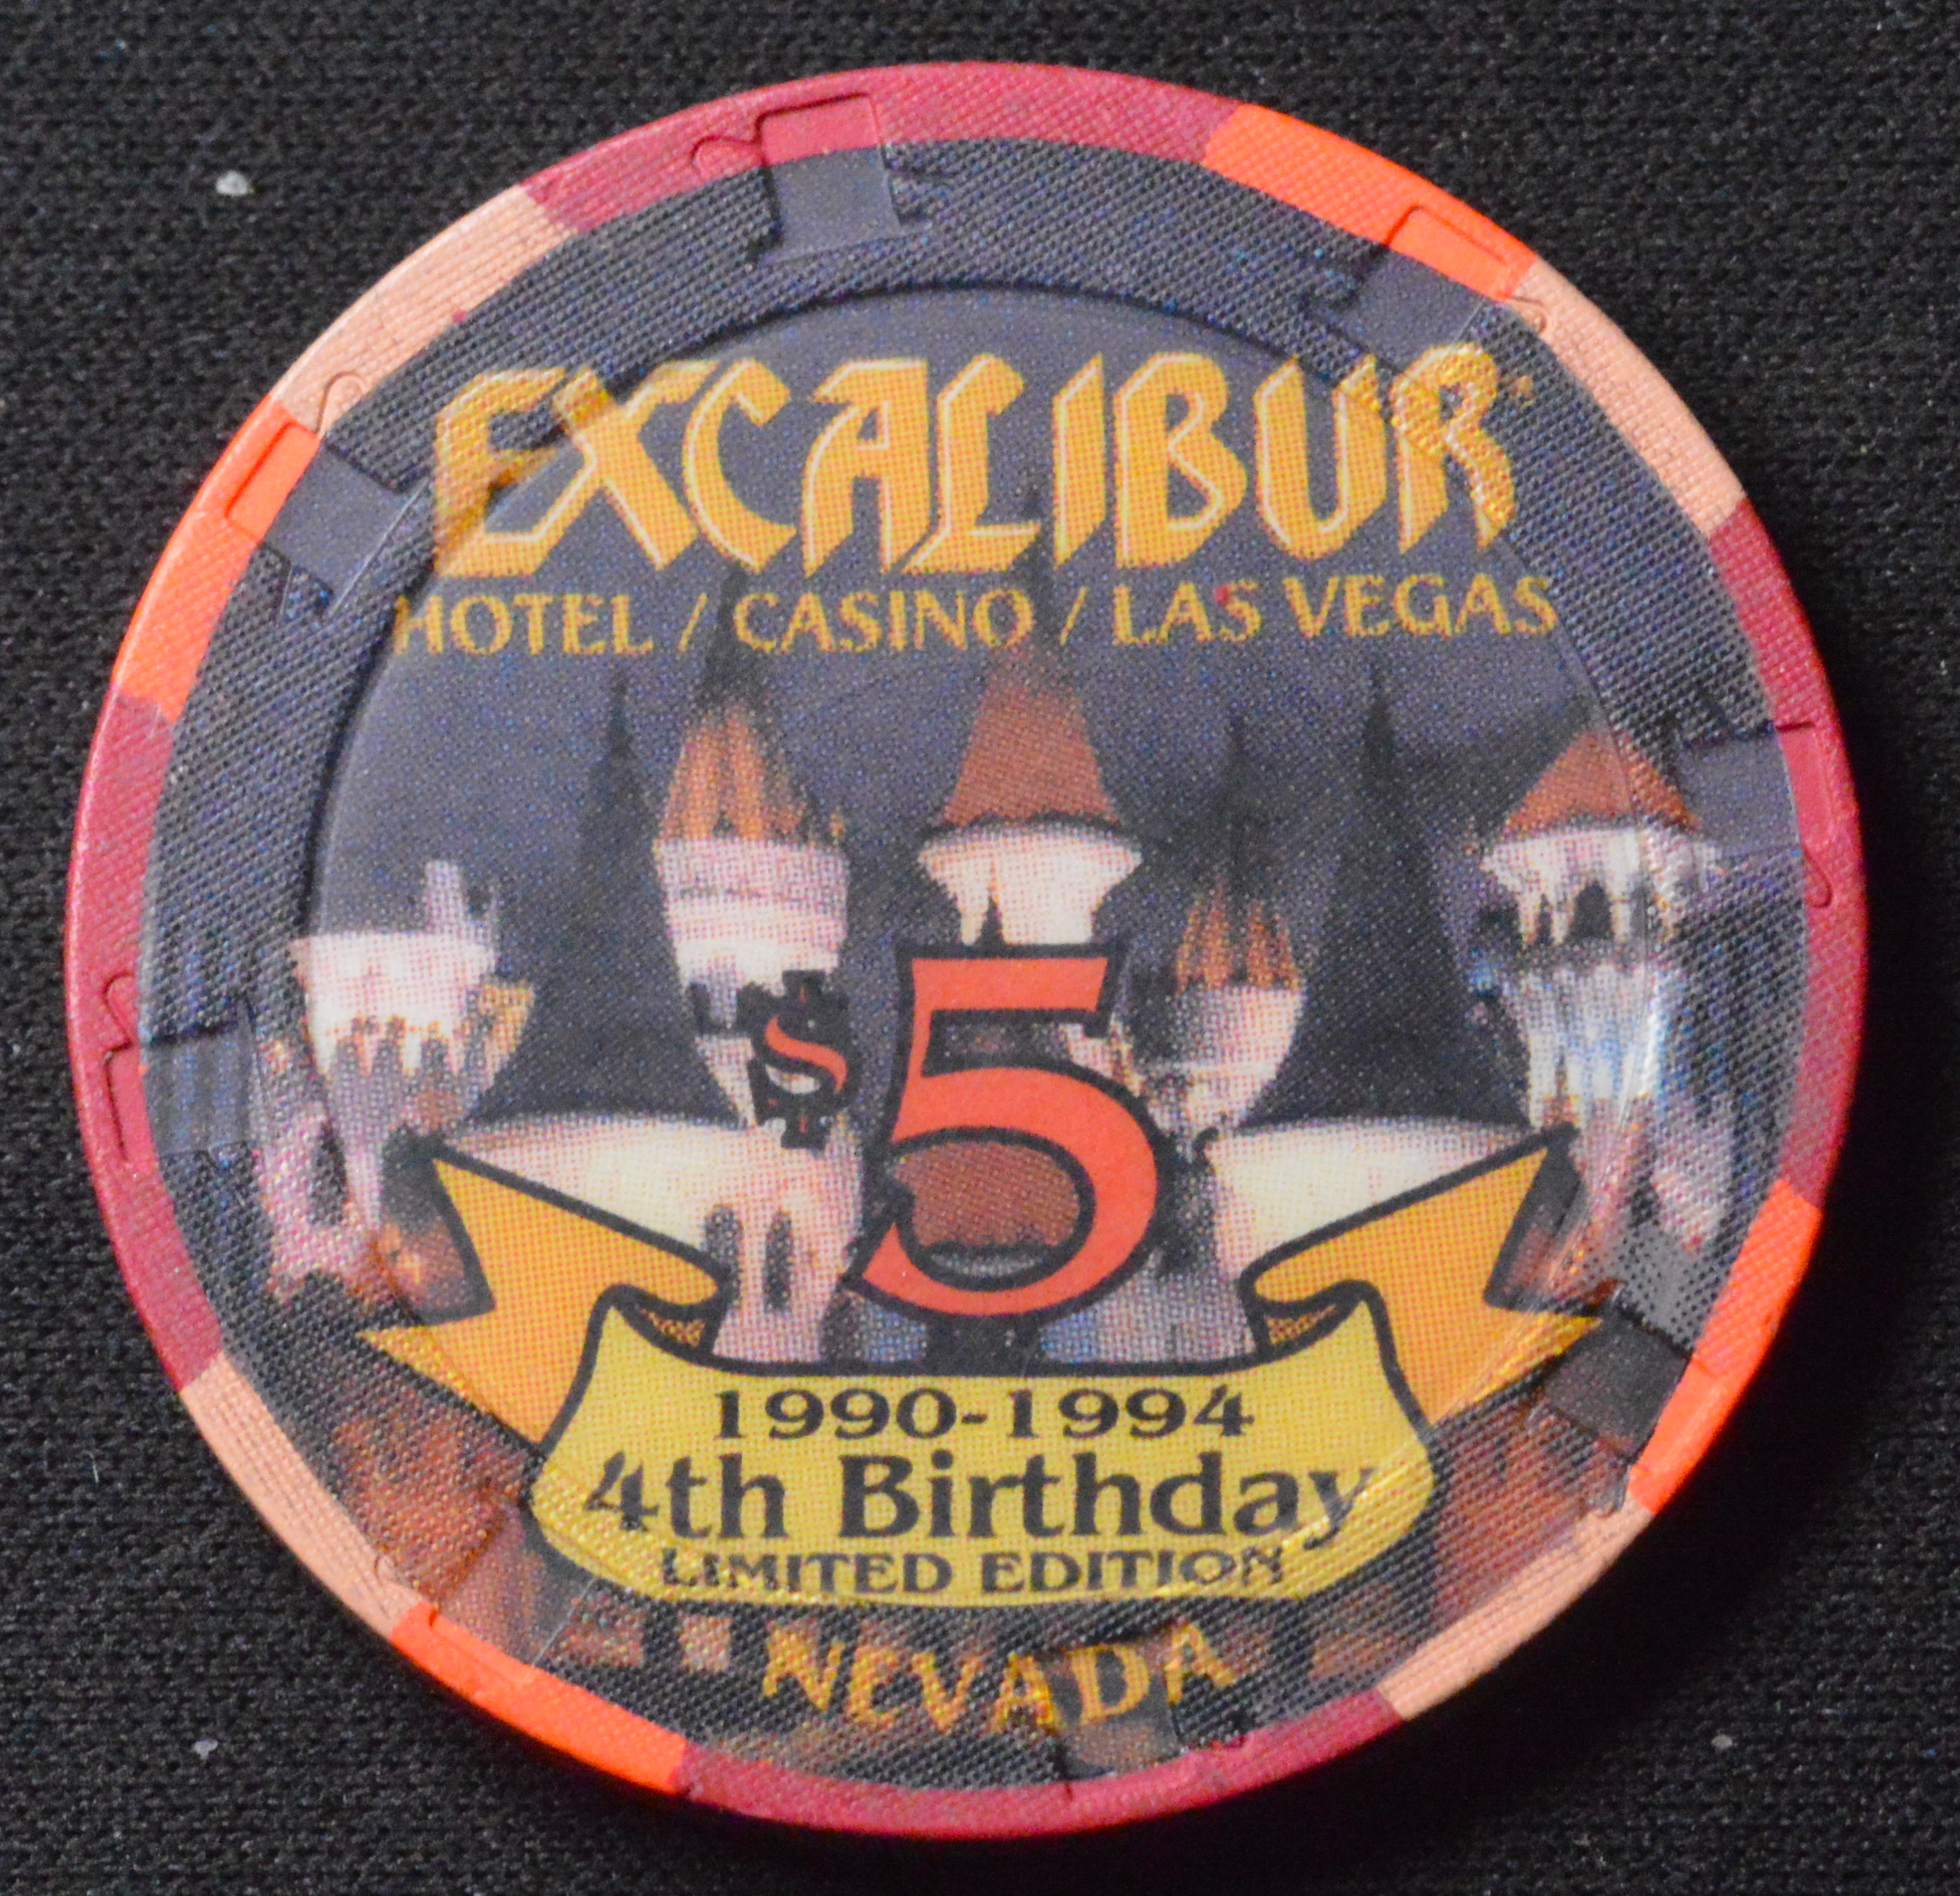 EXCALIBUR
HOTEL / CASINO / LAS VEGAS
$5
1990-1994
4th Birthday
LIMITED EDITION
NEVADA